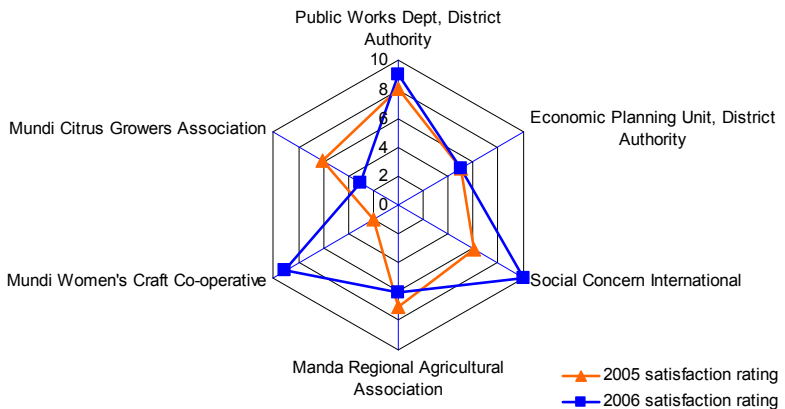 Public Works Dept, District
Authority
10
8
6
4
2
0
Economic Planning Unit, District
Authority
Social Concern International
Manda Regional Agricultural
Association
Mundi Women's Craft Co-operative
Mundi Citrus Growers Association
2005 satisfaction rating
2006 satisfaction rating